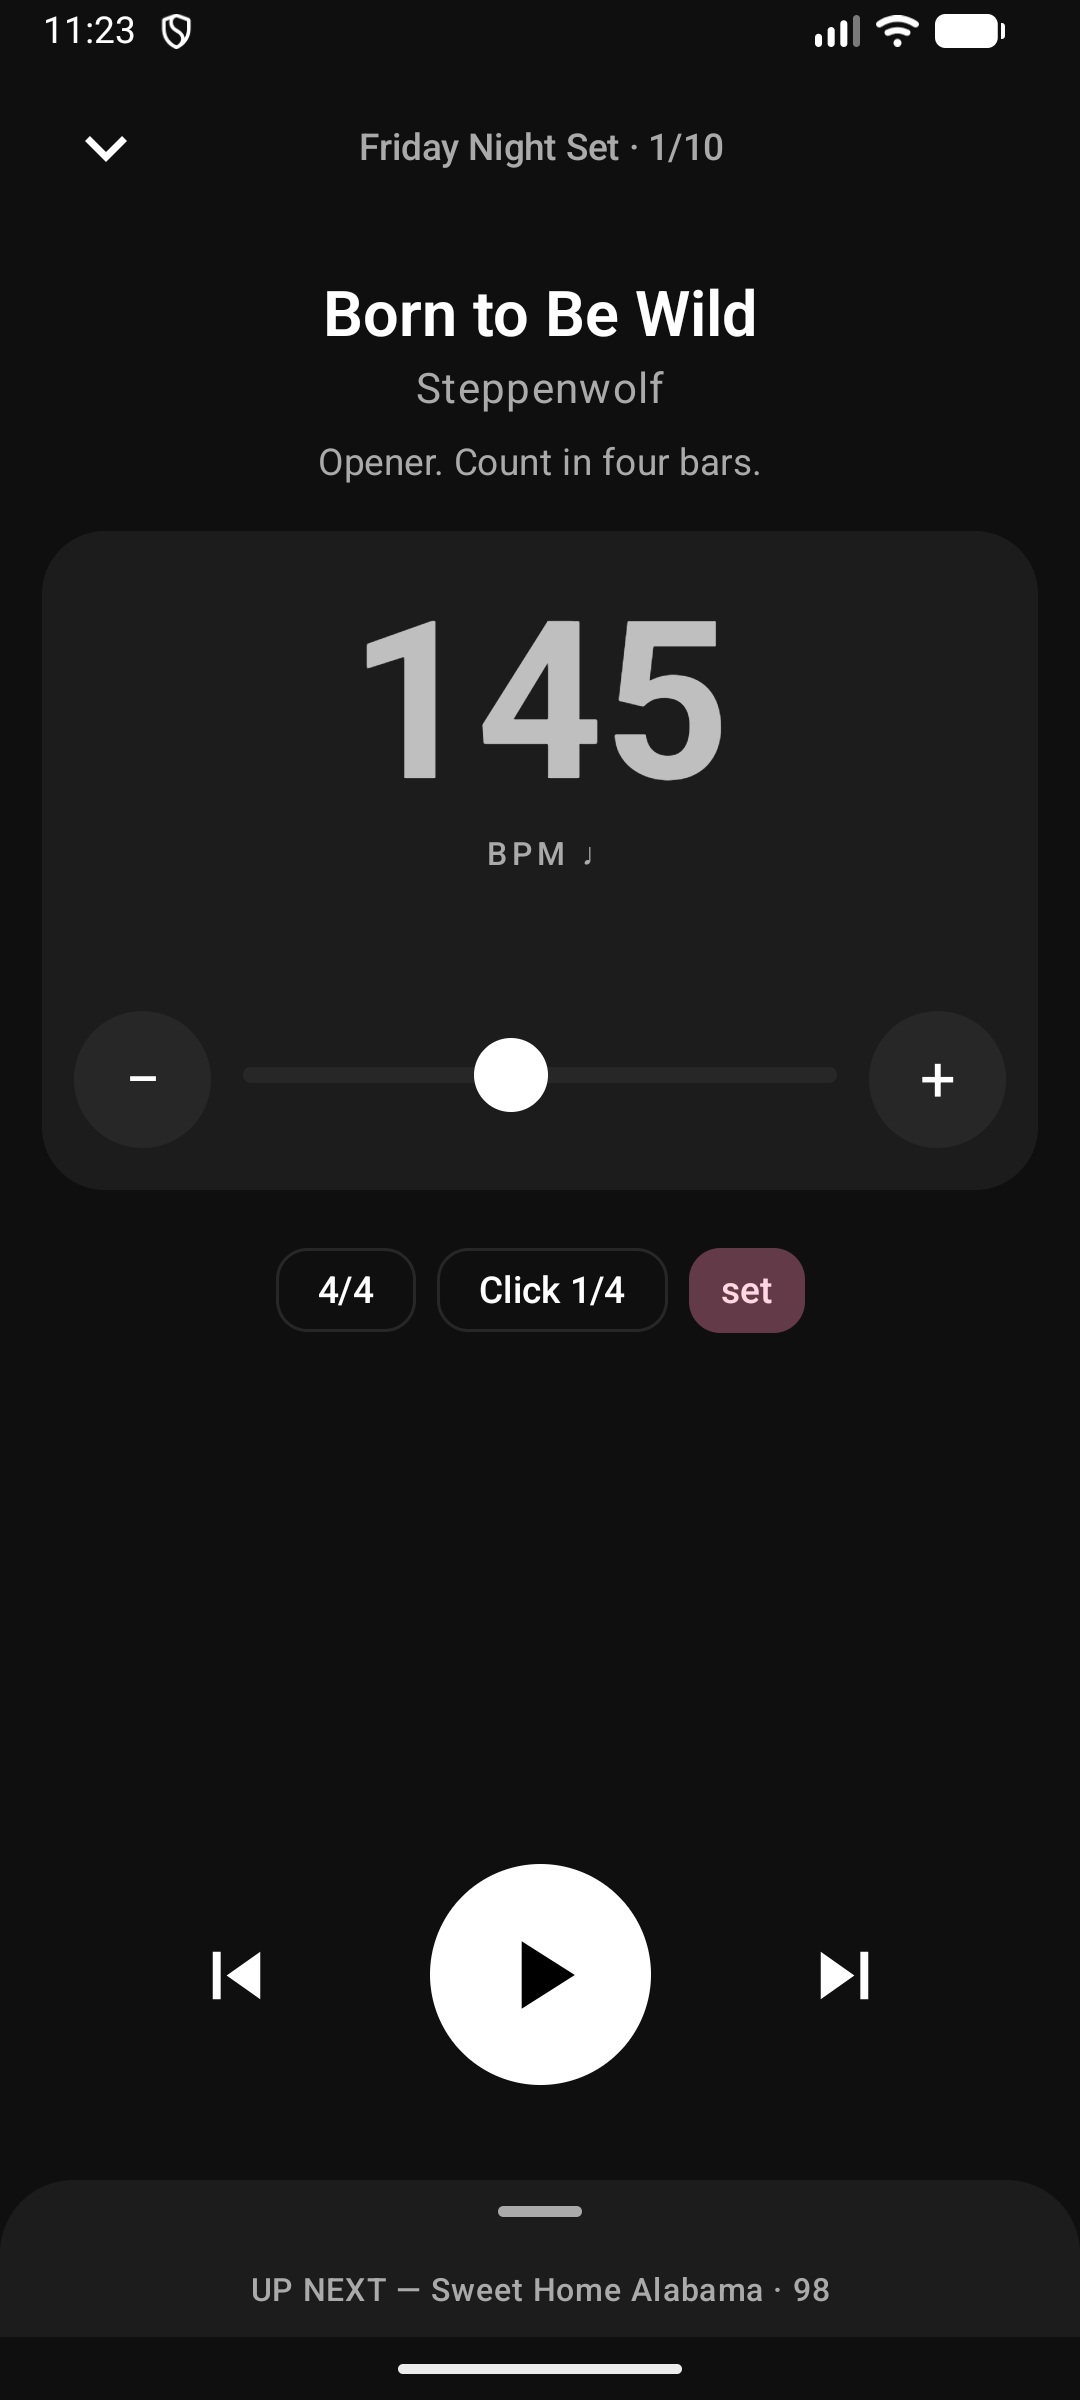 11:23
Friday Night Set · 1/10
Born to Be Wild
Steppenwolf
Opener. Count in four bars.
145
BPM ♩
−
+
4/4
Click 1/4
set
UP NEXT — Sweet Home Alabama · 98